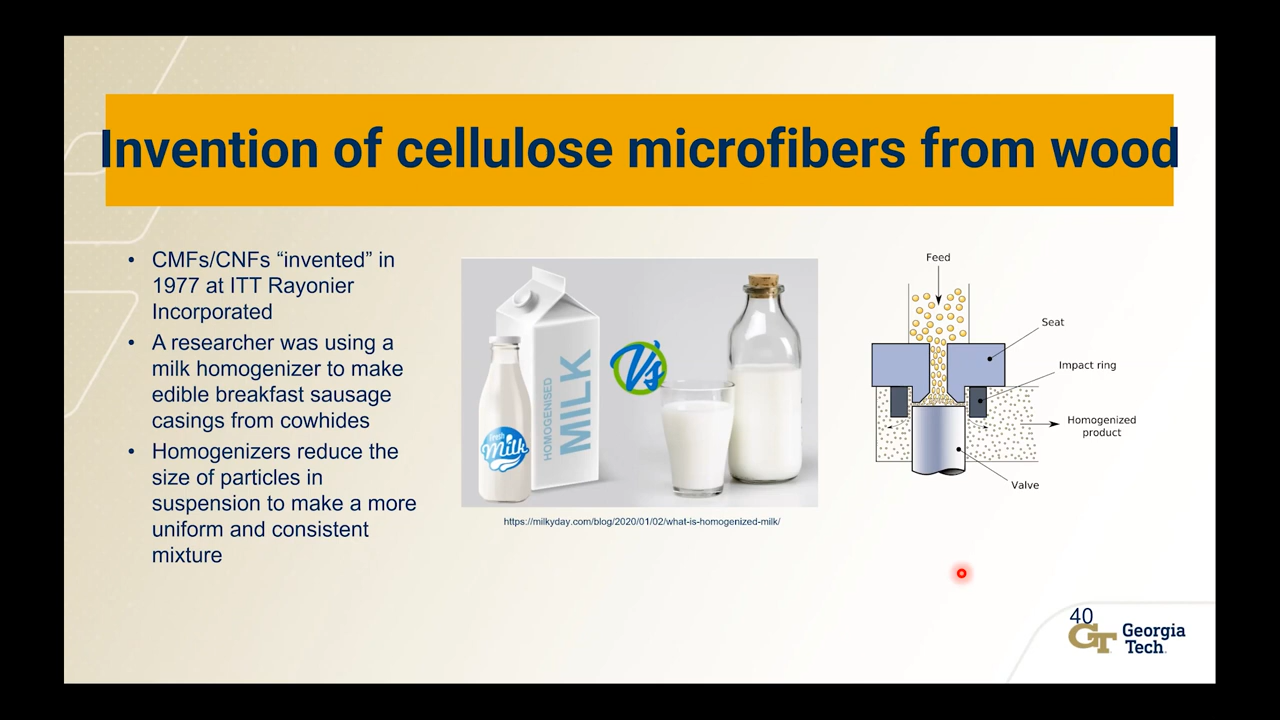 Invention of cellulose microfibers from wood
• CMFs/CNFs “invented” in
1977 at ITT Rayonier
Incorporated
• A researcher was using a
milk homogenizer to make
edible breakfast sausage
casings from cowhides
• Homogenizers reduce the
size of particles in
suspension to make a more
uniform and consistent
mixture
Fresh
Milk
HOMOGENISED
MILK
Vs
https://milkyday.com/blog/2020/01/02/what-is-homogenized-milk/
Feed
Seat
Impact ring
Homogenized
product
Valve
40
GT
Georgia
Tech